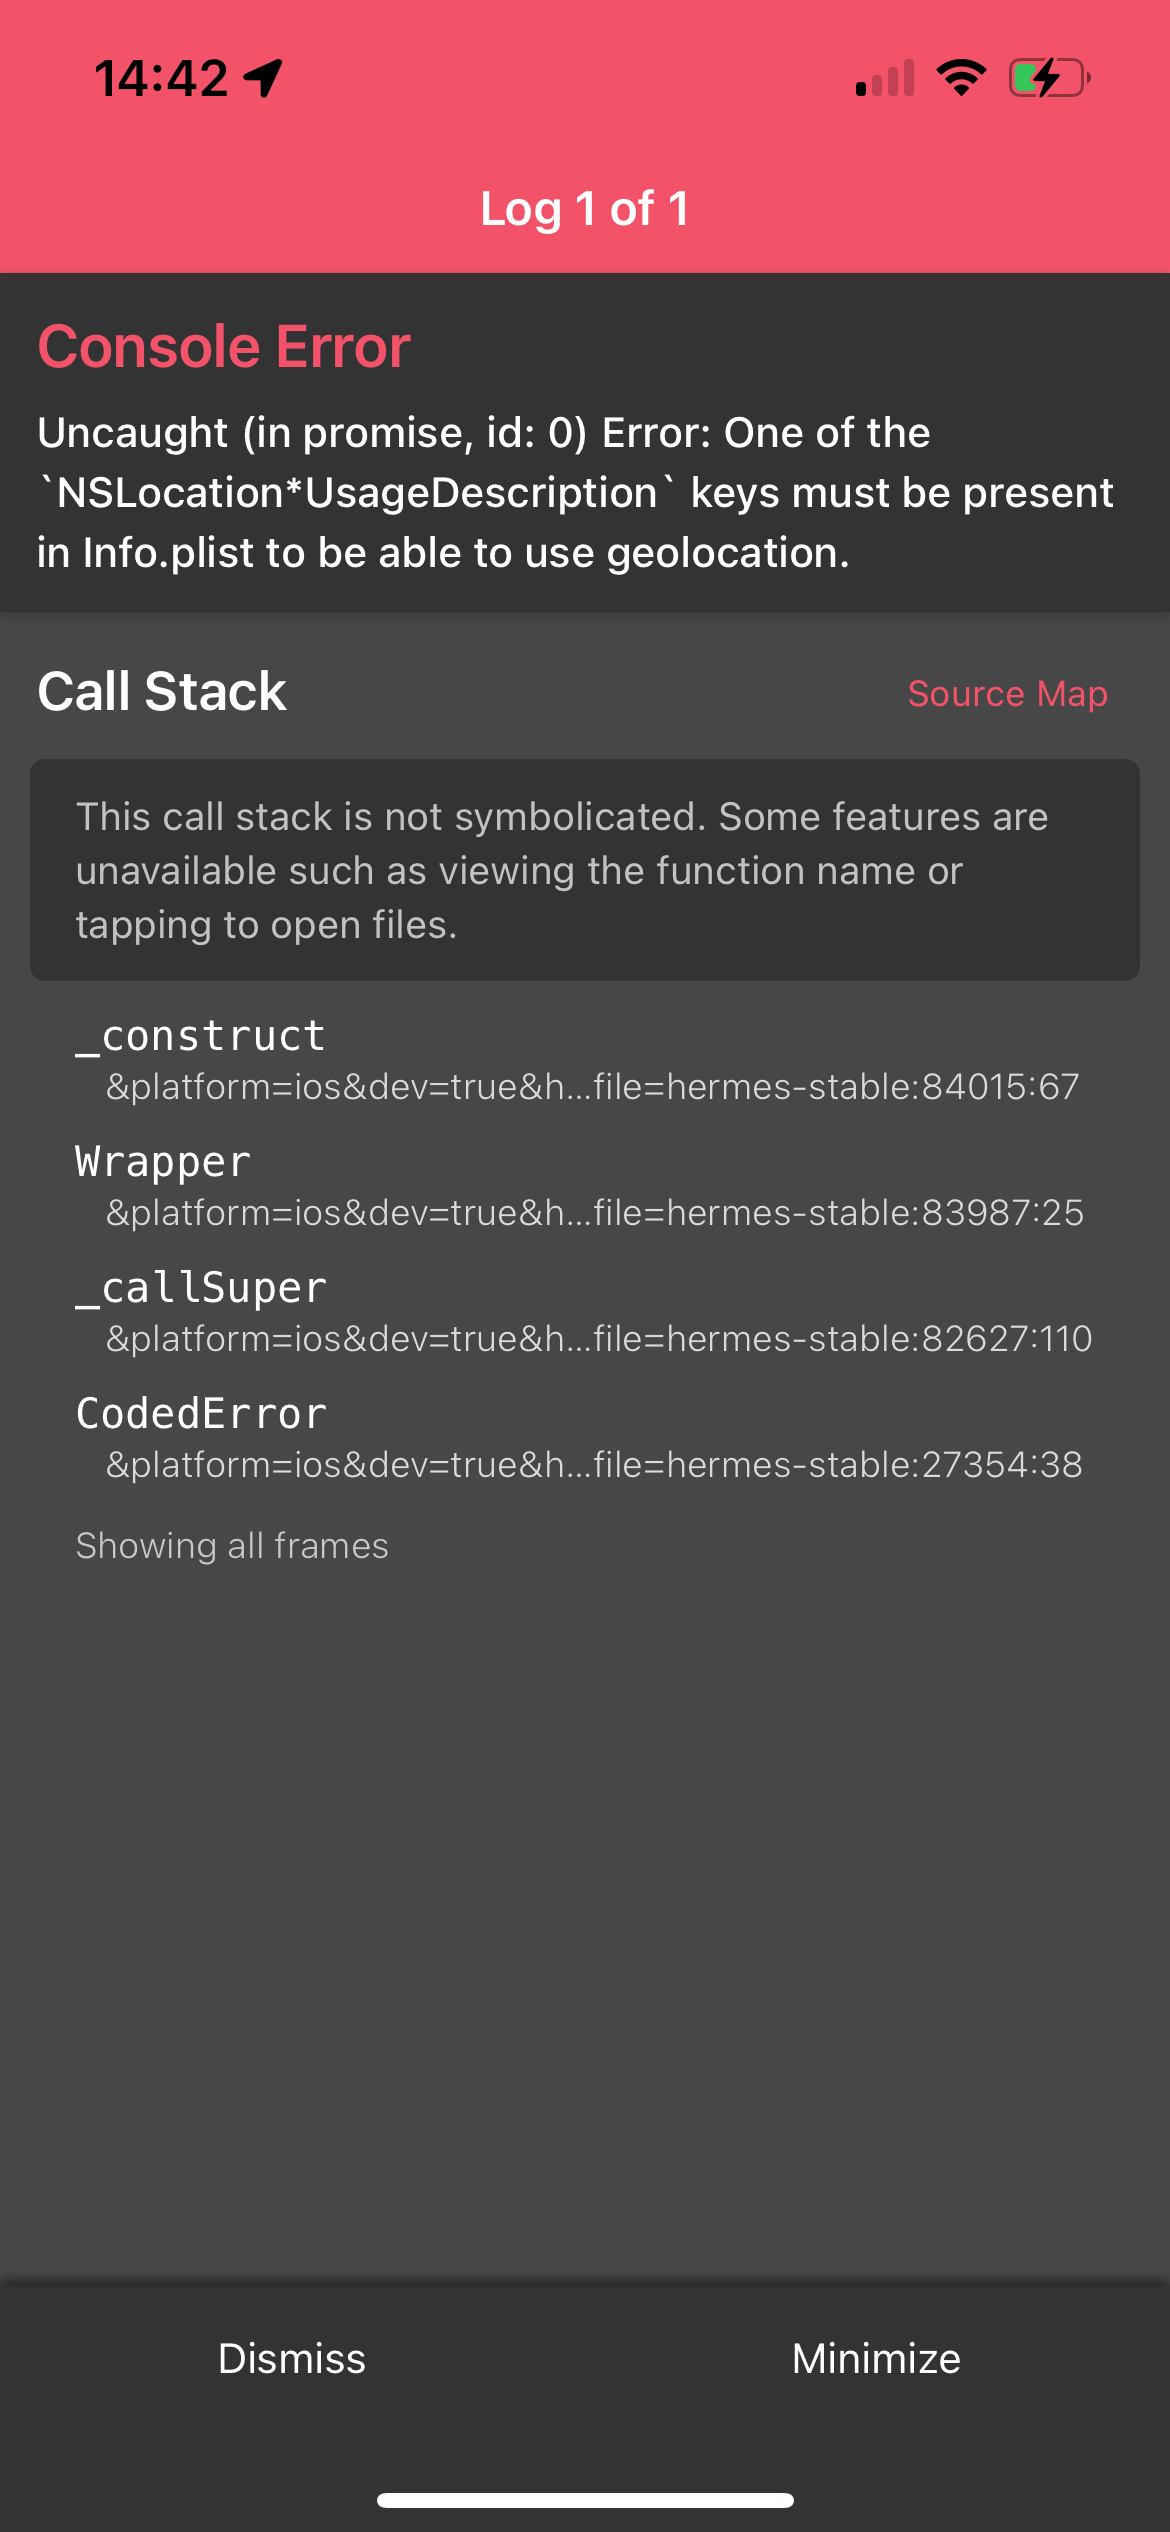 14:42
Log 1 of 1
Console Error
Uncaught (in promise, id: 0) Error: One of the
`NSLocation*UsageDescription` keys must be present
in Info.plist to be able to use geolocation.
Call Stack
Source Map
This call stack is not symbolicated. Some features are
unavailable such as viewing the function name or
tapping to open files.
_construct
&platform=ios&dev=true&h...file=hermes-stable:84015:67
Wrapper
&platform=ios&dev=true&h...file=hermes-stable:83987:25
_callSuper
&platform=ios&dev=true&h...file=hermes-stable:82627:110
CodedError
&platform=ios&dev=true&h...file=hermes-stable:27354:38
Showing all frames
Dismiss
Minimize